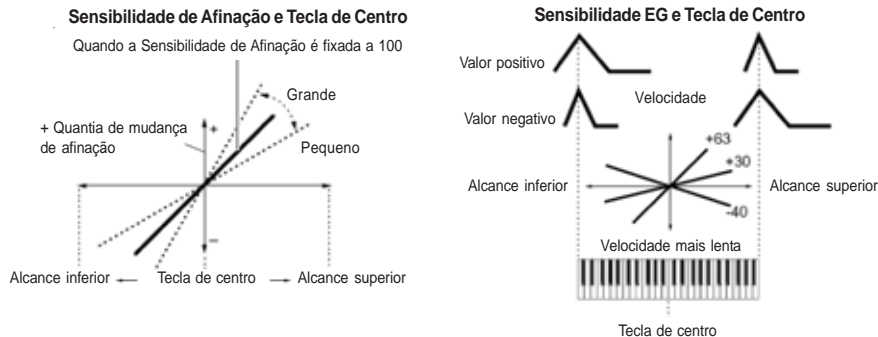 Sensibilidade de Afinação e Tecla de Centro
Quando a Sensibilidade de Afinação é fixada a 100
Grande
+ Quantia de mudança
de afinação
+
Pequeno
–
Alcance inferior
Tecla de centro
Alcance superior
Sensibilidade EG e Tecla de Centro
Valor positivo
Velocidade
Valor negativo
+63
+30
Alcance inferior
Alcance superior
-40
Velocidade mais lenta
Tecla de centro